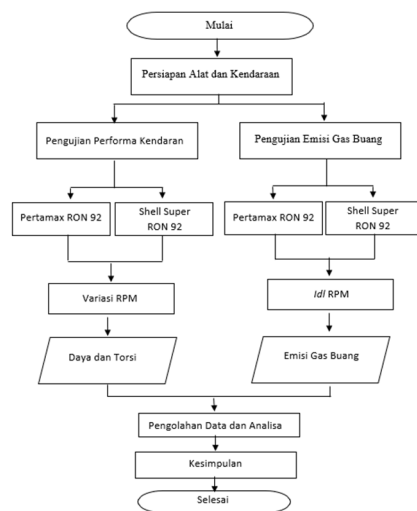 Mulai
Persiapan Alat dan Kendaraan
Pengujian Performa Kendaran
Pengujian Emisi Gas Buang
Pertamax RON 92
Shell Super
RON 92
Pertamax RON 92
Shell Super
RON 92
Variasi RPM
Idl RPM
Daya dan Torsi
Emisi Gas Buang
Pengolahan Data dan Analisa
Kesimpulan
Selesai